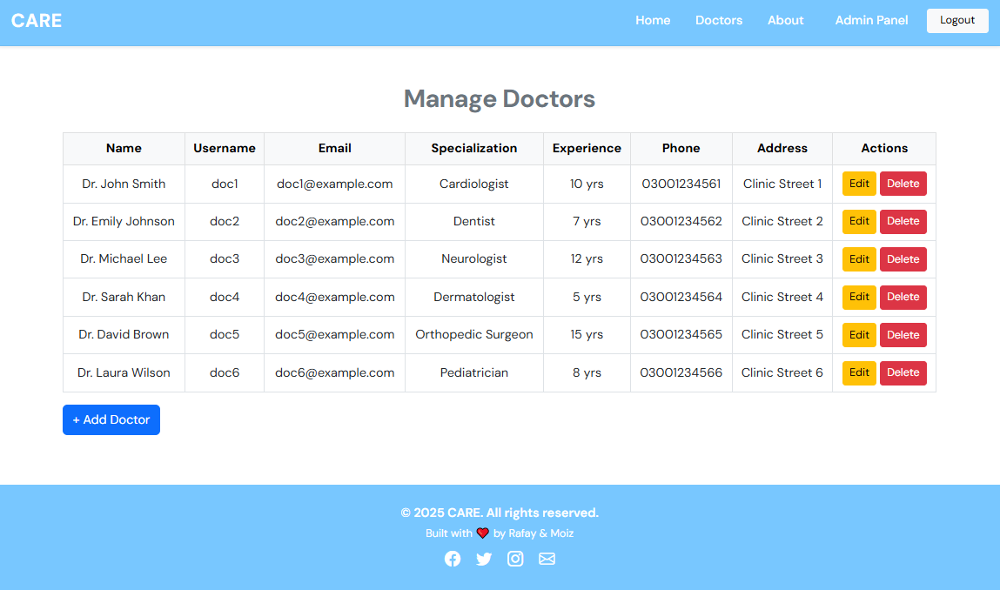 CARE Home Doctors About Admin Panel Logout
Manage Doctors
Name Username Email Specialization Experience Phone Address Actions
Dr. John Smith doc1 doc1@example.com Cardiologist 10 yrs 03001234561 Clinic Street 1 Edit Delete
Dr. Emily Johnson doc2 doc2@example.com Dentist 7 yrs 03001234562 Clinic Street 2 Edit Delete
Dr. Michael Lee doc3 doc3@example.com Neurologist 12 yrs 03001234563 Clinic Street 3 Edit Delete
Dr. Sarah Khan doc4 doc4@example.com Dermatologist 5 yrs 03001234564 Clinic Street 4 Edit Delete
Dr. David Brown doc5 doc5@example.com Orthopedic Surgeon 15 yrs 03001234565 Clinic Street 5 Edit Delete
Dr. Laura Wilson doc6 doc6@example.com Pediatrician 8 yrs 03001234566 Clinic Street 6 Edit Delete
+ Add Doctor
© 2025 CARE. All rights reserved.
Built with ❤️ by Rafay & Moiz